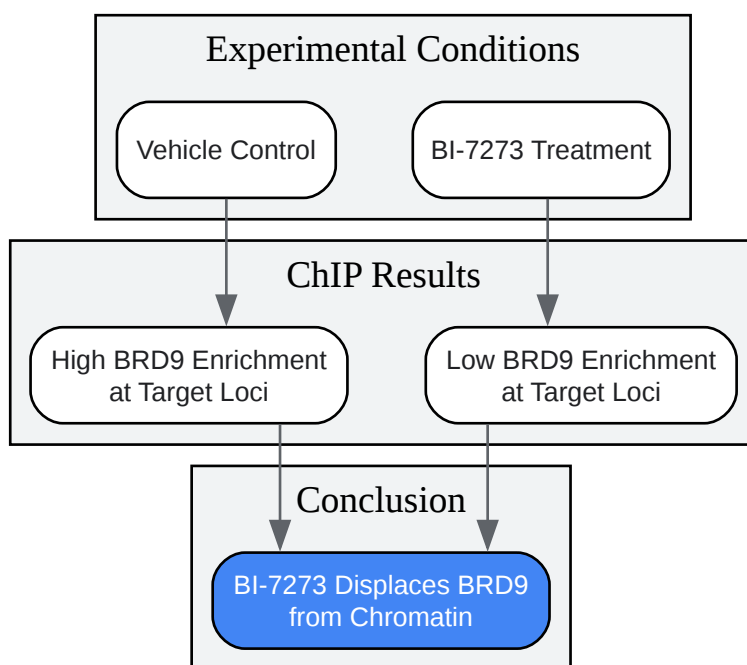 Experimental Conditions
Vehicle Control
BI-7273 Treatment
ChIP Results
High BRD9 Enrichment
at Target Loci
Low BRD9 Enrichment
at Target Loci
Conclusion
BI-7273 Displaces BRD9
from Chromatin